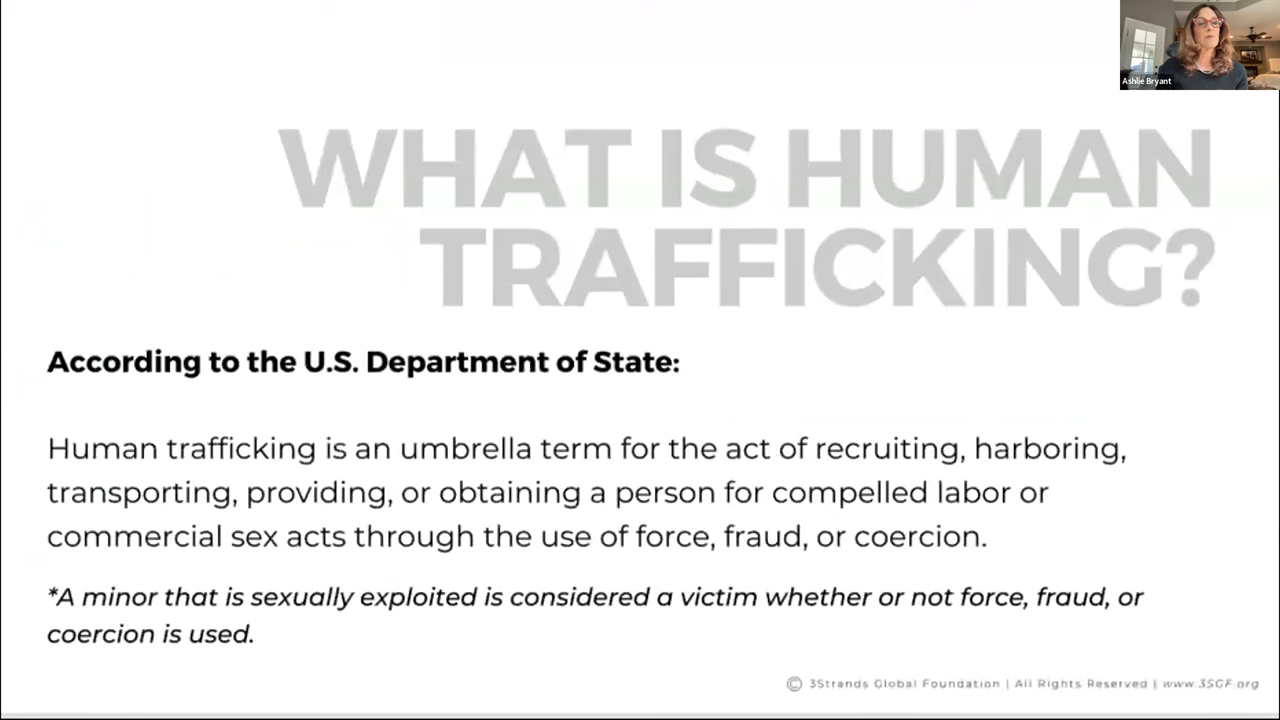 Ashlie Bryant
WHAT IS HUMAN
TRAFFICKING?
According to the U.S. Department of State:
Human trafficking is an umbrella term for the act of recruiting, harboring,
transporting, providing, or obtaining a person for compelled labor or
commercial sex acts through the use of force, fraud, or coercion.
*A minor that is sexually exploited is considered a victim whether or not force, fraud, or
coercion is used.
© 3Strands Global Foundation | All Rights Reserved | www.3SGF.org